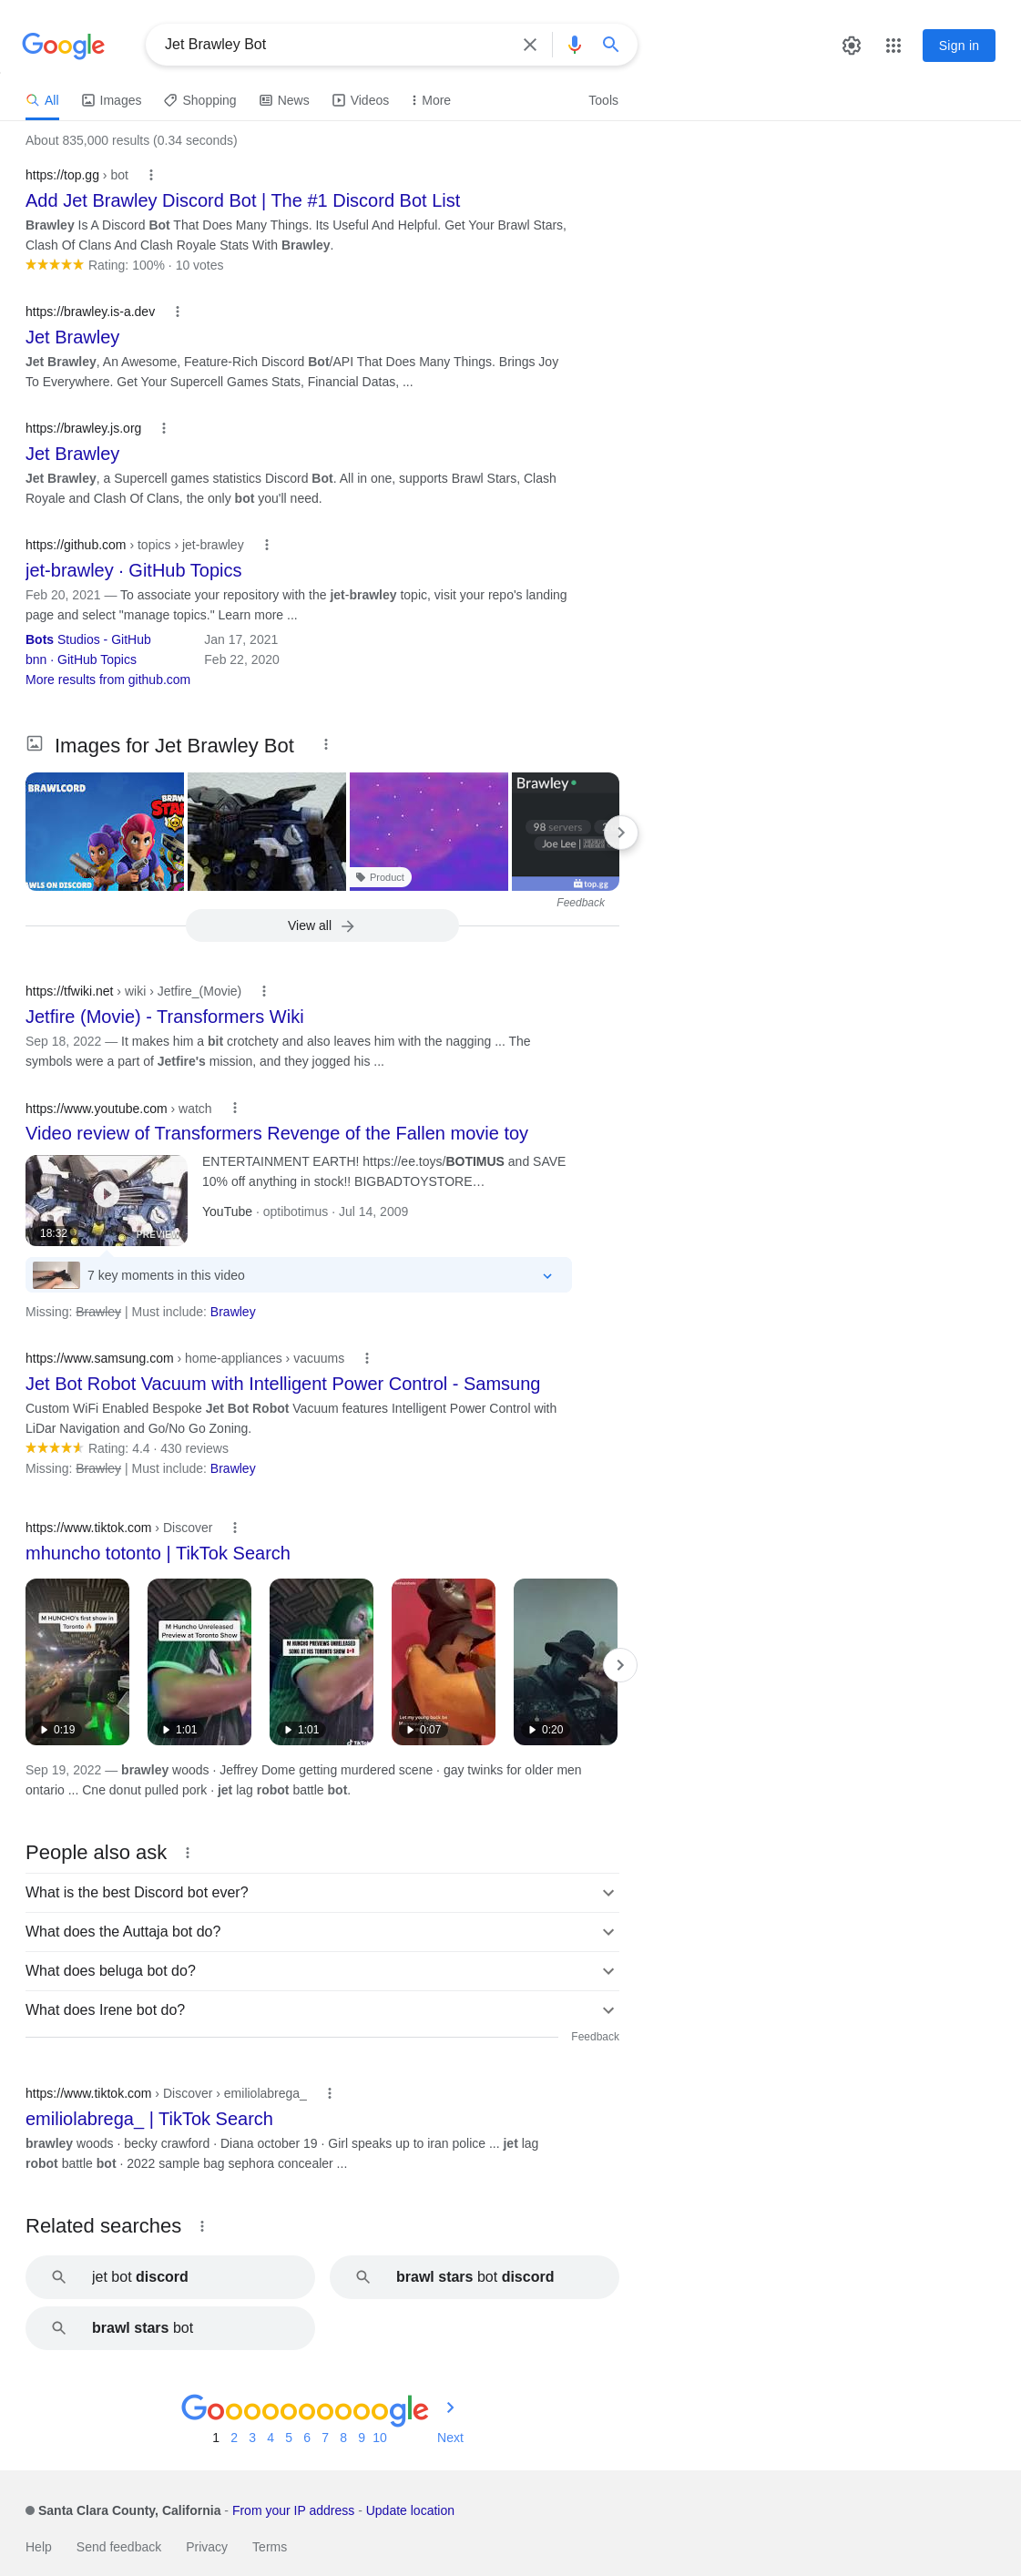 Google
Jet Brawley Bot
Sign in
All
Images
Shopping
News
Videos
More
Tools
About 835,000 results (0.34 seconds)
https://top.gg › bot
Add Jet Brawley Discord Bot | The #1 Discord Bot List
Brawley Is A Discord Bot That Does Many Things. Its Useful And Helpful. Get Your Brawl Stars,
Clash Of Clans And Clash Royale Stats With Brawley.
Rating: 100% · 10 votes
https://brawley.is-a.dev
Jet Brawley
Jet Brawley, An Awesome, Feature-Rich Discord Bot/API That Does Many Things. Brings Joy
To Everywhere. Get Your Supercell Games Stats, Financial Datas, ...
https://brawley.js.org
Jet Brawley
Jet Brawley, a Supercell games statistics Discord Bot. All in one, supports Brawl Stars, Clash
Royale and Clash Of Clans, the only bot you'll need.
https://github.com › topics › jet-brawley
jet-brawley · GitHub Topics
Feb 20, 2021 — To associate your repository with the jet-brawley topic, visit your repo's landing
page and select "manage topics." Learn more ...
Bots Studios - GitHub Jan 17, 2021
bnn · GitHub Topics Feb 22, 2020
More results from github.com
Images for Jet Brawley Bot
BRAWLCORD
WLS ON DISCORD
Product
Brawley
98 servers
Joe Lee |
top.gg
Feedback
View all
https://tfwiki.net › wiki › Jetfire_(Movie)
Jetfire (Movie) - Transformers Wiki
Sep 18, 2022 — It makes him a bit crotchety and also leaves him with the nagging ... The
symbols were a part of Jetfire's mission, and they jogged his ...
https://www.youtube.com › watch
Video review of Transformers Revenge of the Fallen movie toy
18:32
PREVIEW
ENTERTAINMENT EARTH! https://ee.toys/BOTIMUS and SAVE
10% off anything in stock!! BIGBADTOYSTORE…
YouTube · optibotimus · Jul 14, 2009
7 key moments in this video
Missing: Brawley | Must include: Brawley
https://www.samsung.com › home-appliances › vacuums
Jet Bot Robot Vacuum with Intelligent Power Control - Samsung
Custom WiFi Enabled Bespoke Jet Bot Robot Vacuum features Intelligent Power Control with
LiDar Navigation and Go/No Go Zoning.
Rating: 4.4 · 430 reviews
Missing: Brawley | Must include: Brawley
https://www.tiktok.com › Discover
mhuncho totonto | TikTok Search
M HUNCHO's first show in
Toronto 🔥
0:19
M Huncho Unreleased
Preview at Toronto Show
1:01
M HUNCHO PREVIEWS UNRELEASED
SONG AT HIS TORONTO SHOW
1:01
0:07
0:20
Sep 19, 2022 — brawley woods · Jeffrey Dome getting murdered scene · gay twinks for older men
ontario ... Cne donut pulled pork · jet lag robot battle bot.
People also ask
What is the best Discord bot ever?
What does the Auttaja bot do?
What does beluga bot do?
What does Irene bot do?
Feedback
https://www.tiktok.com › Discover › emiliolabrega_
emiliolabrega_ | TikTok Search
brawley woods · becky crawford · Diana october 19 · Girl speaks up to iran police ... jet lag
robot battle bot · 2022 sample bag sephora concealer ...
Related searches
jet bot discord
brawl stars bot discord
brawl stars bot
Goooooooooogle
1 2 3 4 5 6 7 8 9 10 Next
Santa Clara County, California - From your IP address - Update location
Help Send feedback Privacy Terms